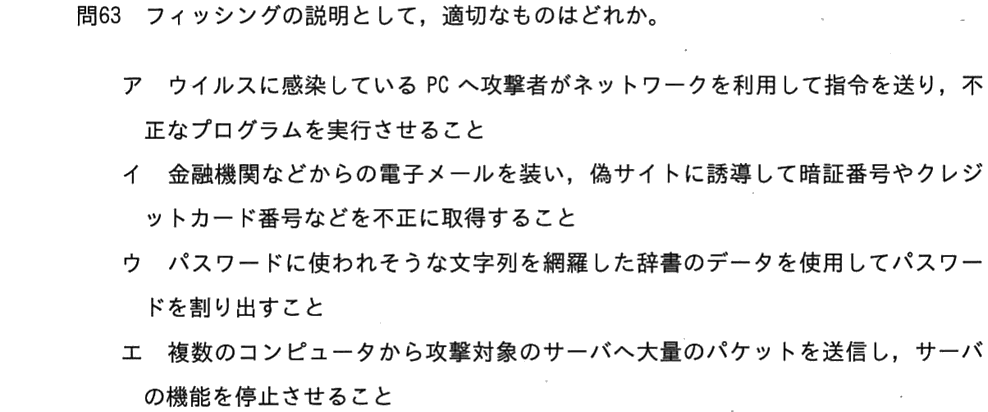 問63 フィッシングの説明として，適切なものはどれか。
ア ウイルスに感染している PC へ攻撃者がネットワークを利用して指令を送り，不
正なプログラムを実行させること
イ 金融機関などからの電子メールを装い，偽サイトに誘導して暗証番号やクレジ
ットカード番号などを不正に取得すること
ウ パスワードに使われそうな文字列を網羅した辞書のデータを使用してパスワー
ドを割り出すこと
エ 複数のコンピュータから攻撃対象のサーバへ大量のパケットを送信し，サーバ
の機能を停止させること